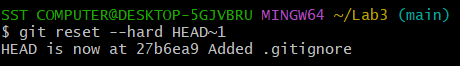 SST COMPUTER@DESKTOP-5GJVBRU MINGW64 ~/Lab3 (main)
$ git reset --hard HEAD~1
HEAD is now at 27b6ea9 Added .gitignore